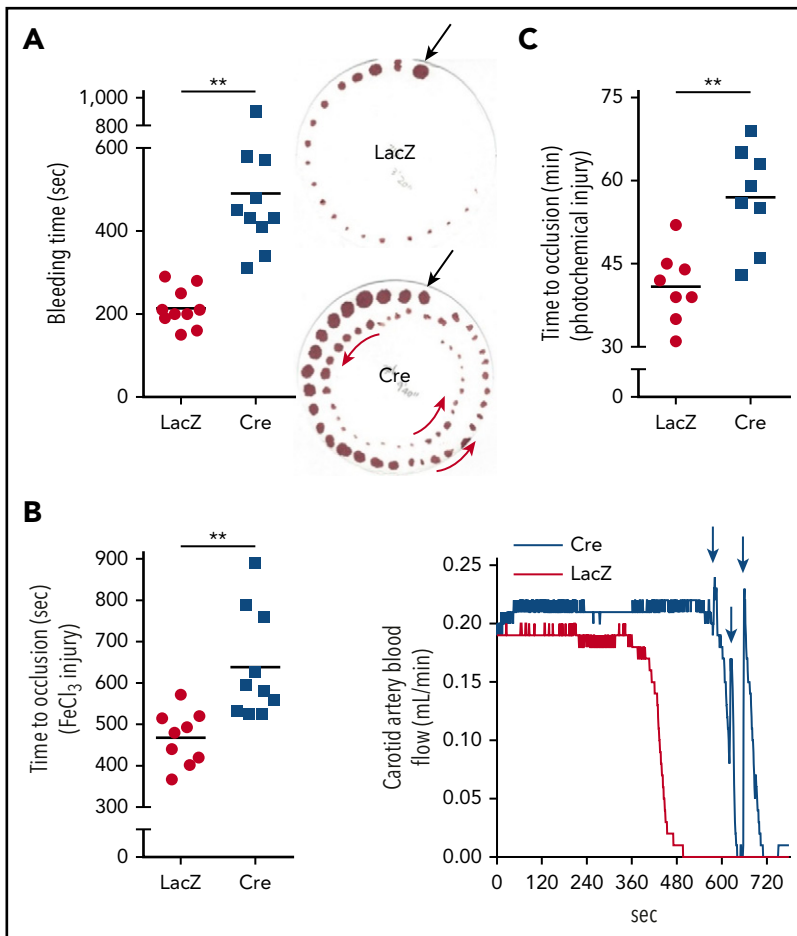 A
**
1,000
800
600
400
200
0
Bleeding time (sec)
LacZ
Cre
LacZ
Cre
C
**
75
60
45
30
0
Time to occlusion (min)
(photochemical injury)
LacZ
Cre
B
**
900
800
700
600
500
400
300
0
Time to occlusion (sec)
(FeCl₃ injury)
LacZ
Cre
Cre
LacZ
0.25
0.20
0.15
0.10
0.05
0.00
Carotid artery blood
flow (mL/min)
0 120 240 360 480 600 720
sec